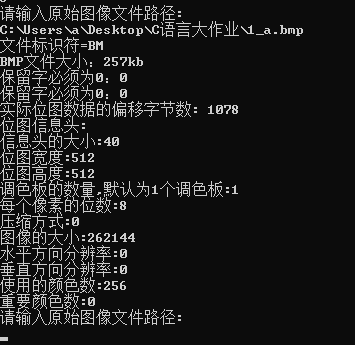 请输入原始图像文件路径:
C:\Users\a\Desktop\C语言大作业\1_a.bmp
文件标识符=BM
BMP文件大小：257kb
保留字必须为0：0
保留字必须为0：0
实际位图数据的偏移字节数: 1078
位图信息头:
信息头的大小:40
位图宽度:512
位图高度:512
调色板的数量,默认为1个调色板:1
每个像素的位数:8
压缩方式:0
图像的大小:262144
水平方向分辨率:0
垂直方向分辨率:0
使用的颜色数:256
重要颜色数:0
请输入原始图像文件路径: